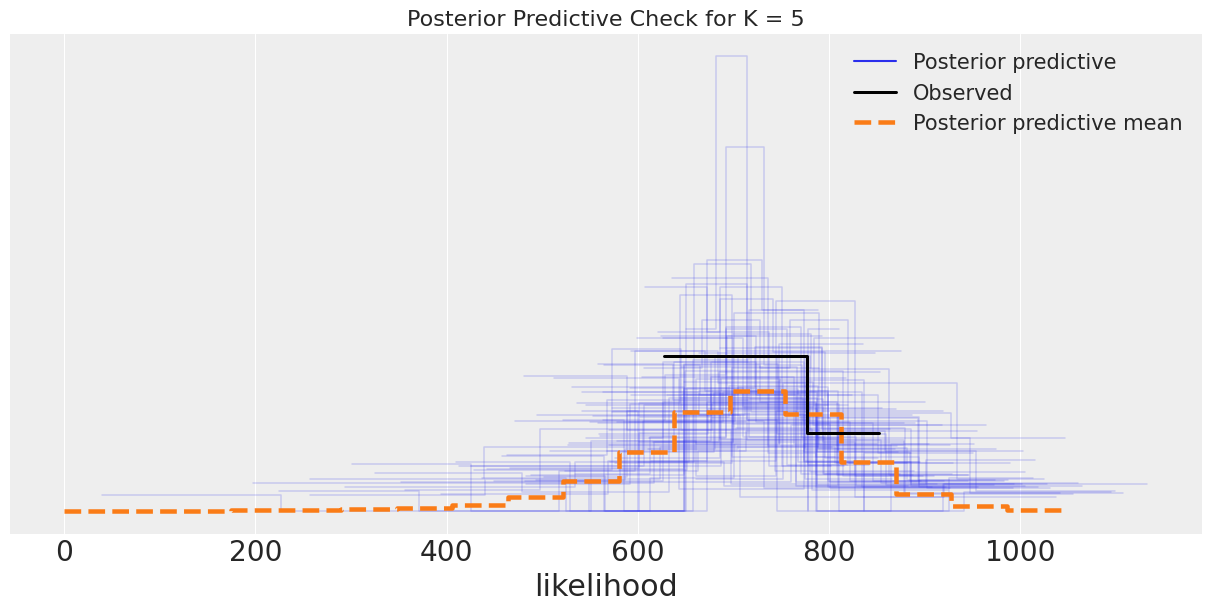 Posterior Predictive Check for K = 5
Posterior predictive
Observed
Posterior predictive mean
0 200 400 600 800 1000
likelihood